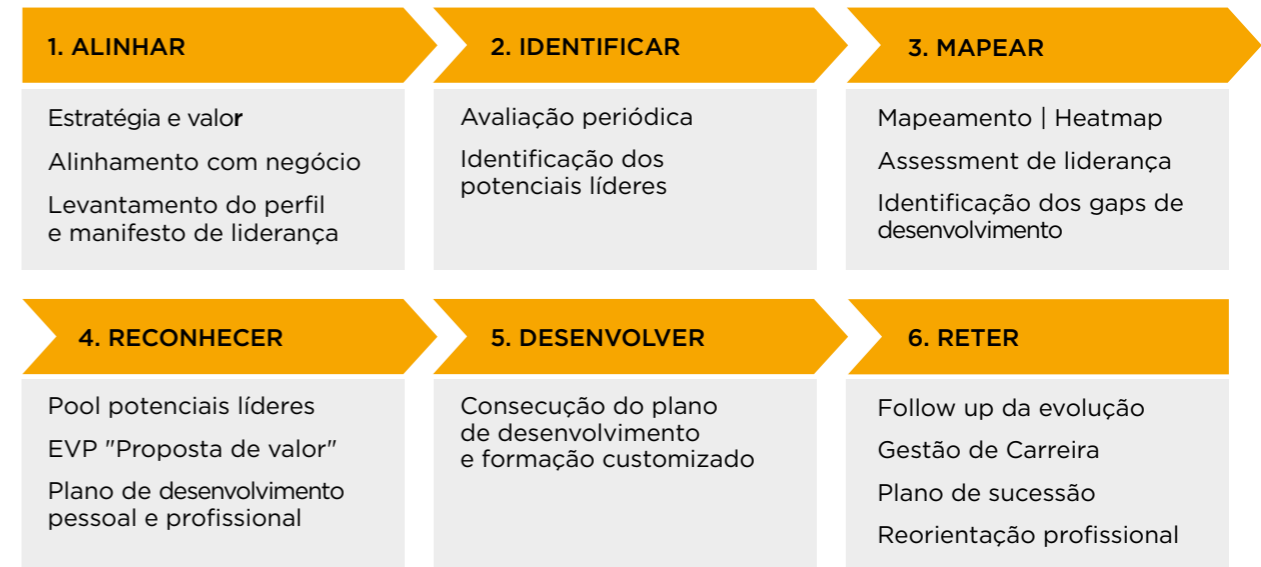 1. ALINHAR
Estratégia e valor
Alinhamento com negócio
Levantamento do perfil
e manifesto de liderança
2. IDENTIFICAR
Avaliação periódica
Identificação dos
potenciais líderes
3. MAPEAR
Mapeamento | Heatmap
Assessment de liderança
Identificação dos gaps de
desenvolvimento
4. RECONHECER
Pool potenciais líderes
EVP "Proposta de valor"
Plano de desenvolvimento
pessoal e profissional
5. DESENVOLVER
Consecução do plano
de desenvolvimento
e formação customizado
6. RETER
Follow up da evolução
Gestão de Carreira
Plano de sucessão
Reorientação profissional